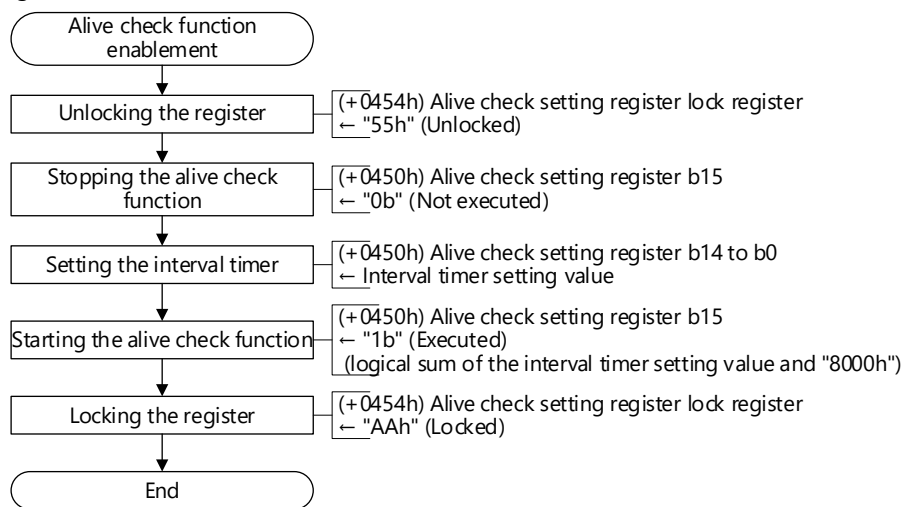 Alive check function
enablement
Unlocking the register
(+0454h) Alive check setting register lock register
← "55h" (Unlocked)
Stopping the alive check
function
(+0450h) Alive check setting register b15
← "0b" (Not executed)
Setting the interval timer
(+0450h) Alive check setting register b14 to b0
← Interval timer setting value
Starting the alive check function
(+0450h) Alive check setting register b15
← "1b" (Executed)
(logical sum of the interval timer setting value and "8000h")
Locking the register
(+0454h) Alive check setting register lock register
← "AAh" (Locked)
End